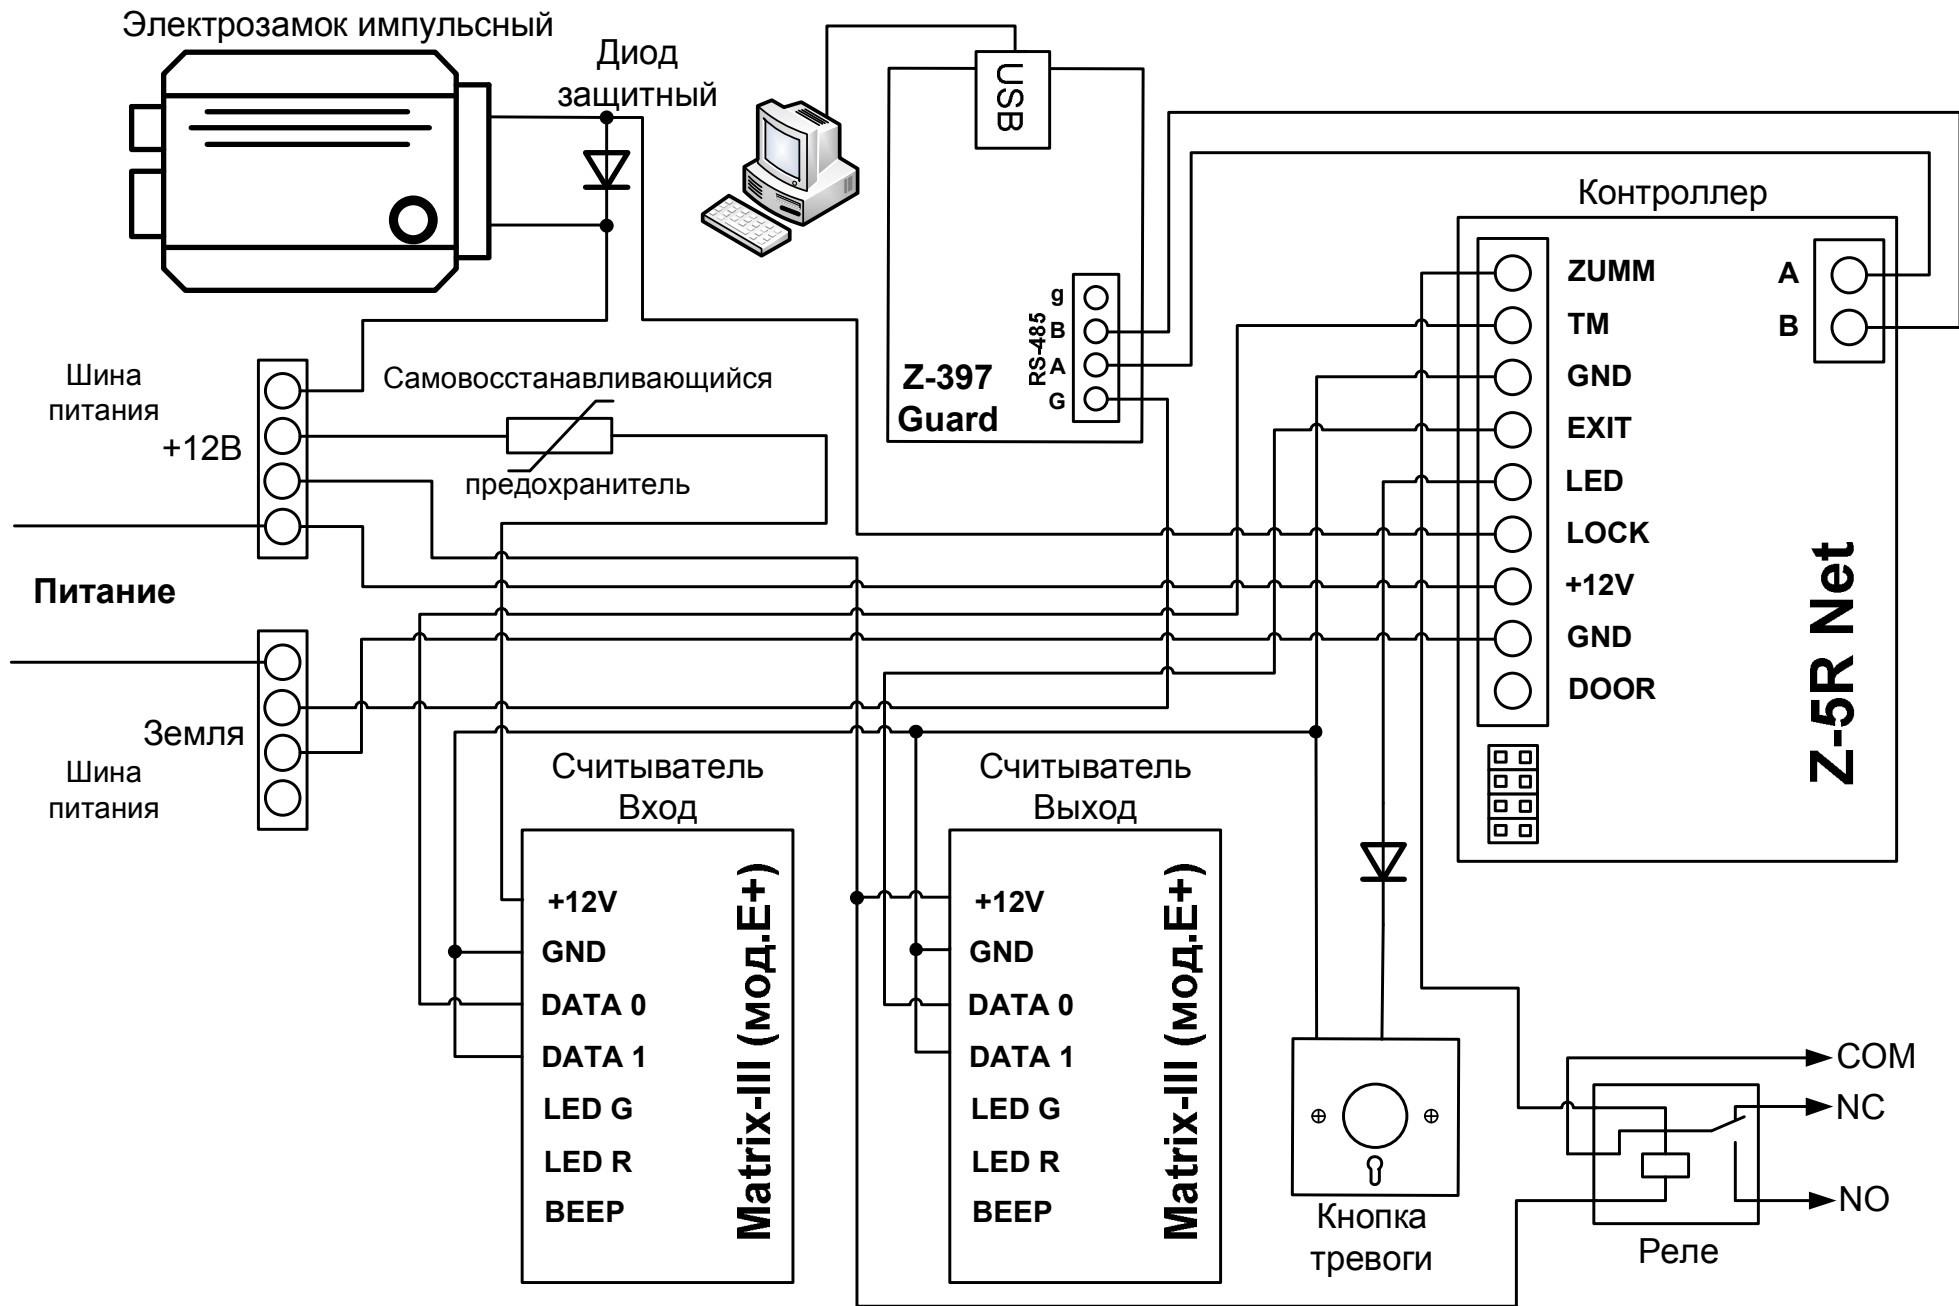 Электрозамок импульсный
Диод
защитный
USB
Контроллер
ZUMM
TM
GND
EXIT
LED
LOCK
+12V
GND
DOOR
A
B
Z-5R Net
g
B
A
G
RS-485
Z-397
Guard
Шина
питания
+12В
Самовосстанавливающийся
предохранитель
Питание
Земля
Шина
питания
Считыватель
Вход
+12V
GND
DATA 0
DATA 1
LED G
LED R
BEEP
Matrix-III (мод.E+)
Считыватель
Выход
+12V
GND
DATA 0
DATA 1
LED G
LED R
BEEP
Matrix-III (мод.E+)
Кнопка
тревоги
COM
NC
NO
Реле